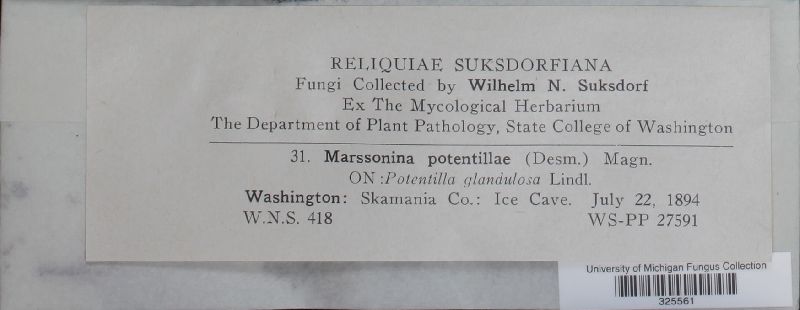 RELIQUIAE SUKSDORFIANA
Fungi Collected by Wilhelm N. Suksdorf
Ex The Mycological Herbarium
The Department of Plant Pathology, State College of Washington
31. Marssonina potentillae (Desm.) Magn.
ON :Potentilla glandulosa Lindl.
Washington: Skamania Co.: Ice Cave. July 22, 1894
W.N.S. 418 WS-PP 27591
University of Michigan Fungus Collection
325561